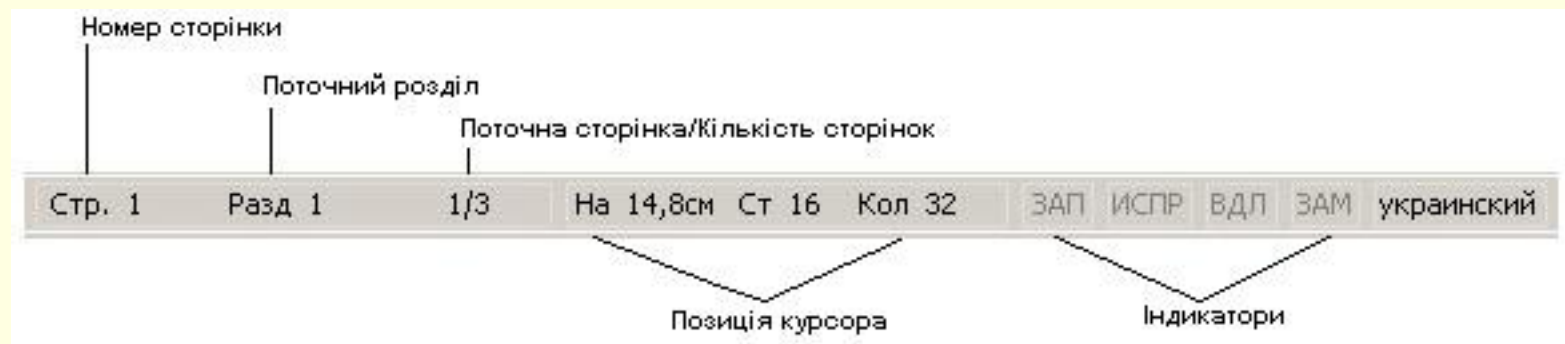 Номер сторінки
Поточний розділ
Поточна сторінка/Кількість сторінок
Стр. 1 Разд 1 1/3 На 14,8см Ст 16 Кол 32 ЗАП ИСПР ВДЛ ЗАМ украинский
Позиція курсора
Індикатори